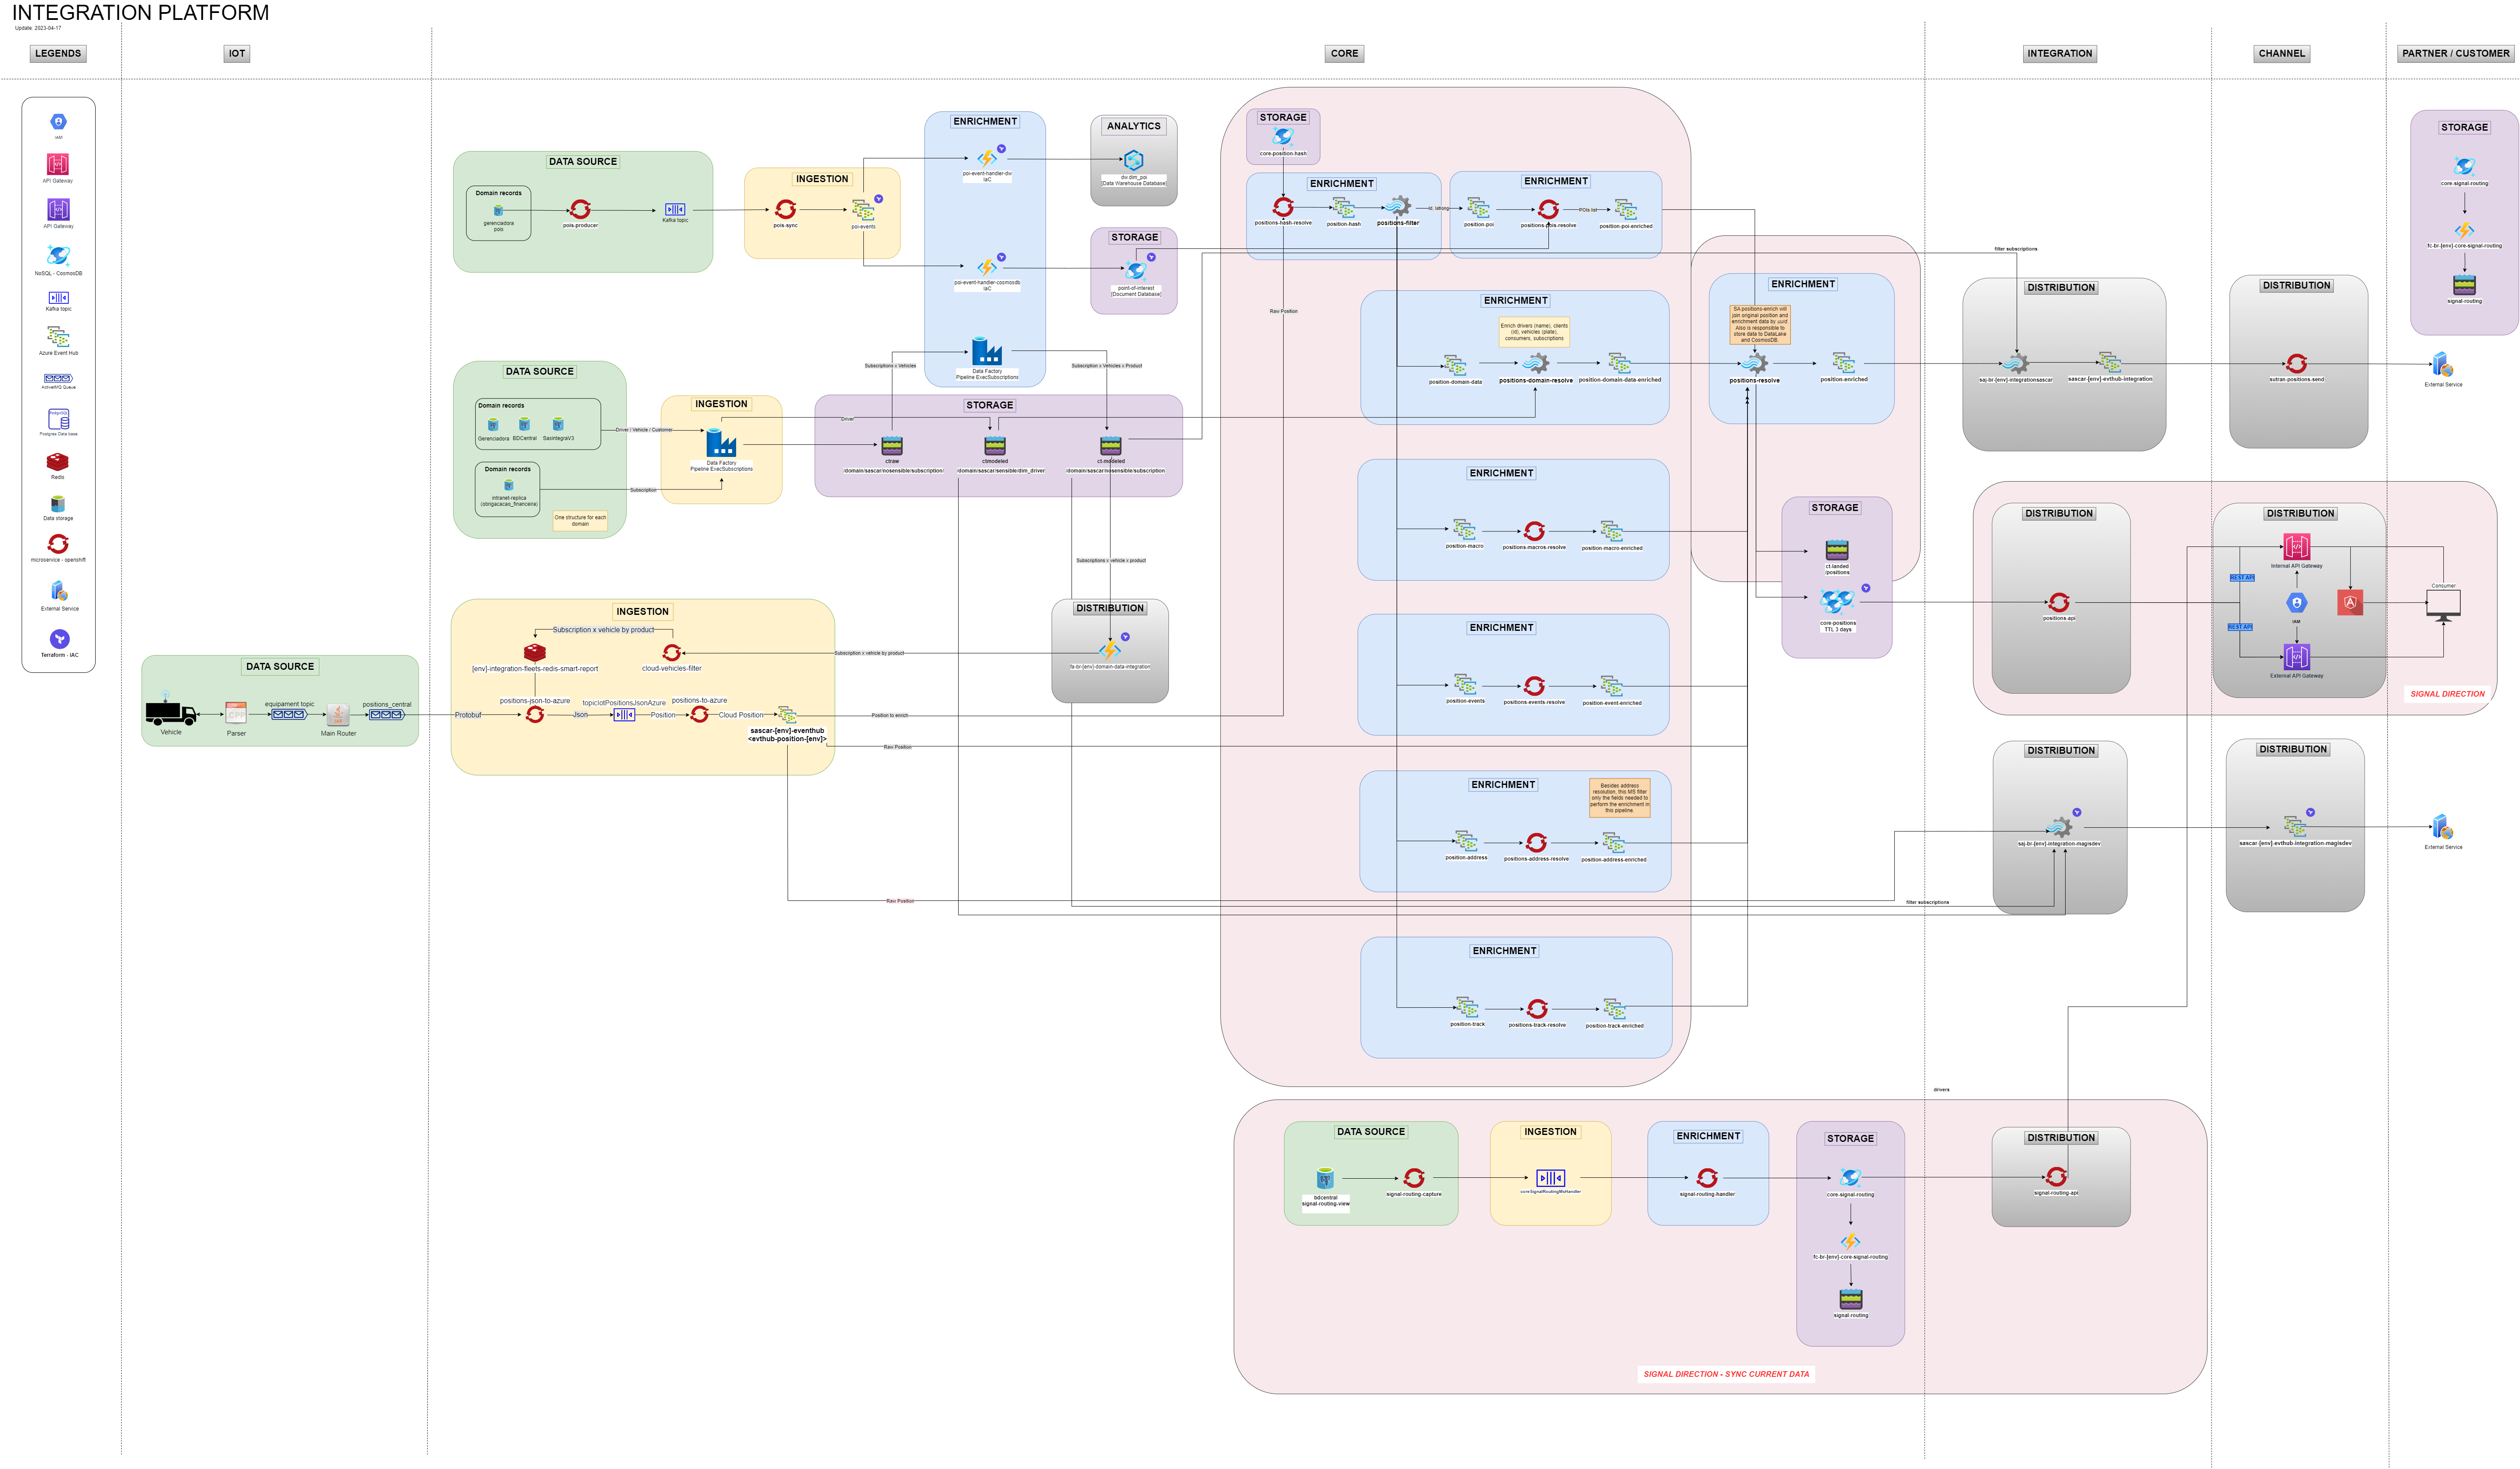 INTEGRATION PLATFORM
Update: 2023-04-17
LEGENDS
IOT
CORE
INTEGRATION
CHANNEL
PARTNER / CUSTOMER
IAM
API Gateway
API Gateway
NoSQL - CosmosDB
Kafka topic
Azure Event Hub
ActiveMQ Queue
PostgreSQL
Postgres Data base
Redis
Data storage
microservice - openshift
External Service
Terraform - IAC
DATA SOURCE
Vehicle
Parser
equipament topic
Main Router
positions_central
DATA SOURCE
Domain records
gerenciadora
pois
pois-producer
Kafka topic
INGESTION
pois-sync
poi-events
ENRICHMENT
poi-event-handler-dw
IaC
poi-event-handler-cosmosdb
IaC
Data Factory
Pipeline ExecSubscriptions
ANALYTICS
dw.dim_poi
[Data Warehouse Database]
STORAGE
point-of-interest
[Document Database]
DATA SOURCE
Domain records
Gerenciadora
BDCentral
SasintegraV3
Domain records
intranet-replica
(obrigacacao_financeira)
One structure for each
domain
Driver / Vehicle / Customer
Subscription
INGESTION
Data Factory
Pipeline ExecSubscriptions
Subscriptions x Vehicles
Subscriptions x Vehicles x Product
Driver
STORAGE
ctraw
/domain/sascar/nosensible/subscription
ctmodeled
/domain/sascar/sensible/dim_driver
ct-modeled
/domain/sascar/nosensible/subscription
Subscriptions x vehicle x product
INGESTION
Subscription x vehicle by product
[env]-integration-fleets-redis-smart-report
cloud-vehicles-filter
Protobuf
positions-json-to-azure
Json
topicIotPositionsJsonAzure
Position
positions-to-azure
Cloud Position
sascar-[env]-eventhub
<evthub-position-[env]>
Subscription x vehicle by product
Position to enrich
Raw Position
Raw Position
DISTRIBUTION
fa-br-[env]-domain-data-integration
STORAGE
core-position-hash
ENRICHMENT
positions-hash-resolve
position-hash
positions-filter
Raw Position
id, latlong
ENRICHMENT
position-poi
positions-pois-resolve
POIs list
position-poi-enriched
ENRICHMENT
Enrich drivers (name), clients
(id), vehicles (plate),
consumers, subscriptions
position-domain-data
positions-domain-resolve
position-domain-data-enriched
ENRICHMENT
position-macro
positions-macros-resolve
position-macro-enriched
ENRICHMENT
position-events
positions-events-resolve
position-event-enriched
ENRICHMENT
Besides address
resolution, this MS filter
only the fields needed to
perform the enrichment in
this pipeline.
position-address
positions-address-resolve
position-address-enriched
ENRICHMENT
position-track
positions-track-resolve
position-track-enriched
ENRICHMENT
SA positions-enrich will
join original position and
enrichment data by uuid.
Also is responsible to
store data to DataLake
and CosmosDB.
positions-resolve
position-enriched
STORAGE
ct-landed
/positions
core-positions
TTL 3 days
filter subscriptions
DISTRIBUTION
saj-br-[env]-integrationsascar
sascar-[env]-evthub-integration
DISTRIBUTION
sutran-positions-send
External Service
STORAGE
core-signal-routing
fc-br-[env]-core-signal-routing
signal-routing
DISTRIBUTION
positions-api
DISTRIBUTION
Internal API Gateway
REST API
IAM
REST API
External API Gateway
Consumer
SIGNAL DIRECTION
DISTRIBUTION
saj-br-[env]-integration-magisdev
filter subscriptions
DISTRIBUTION
sascar-[env]-evthub-integration-magisdev
External Service
drivers
DATA SOURCE
bdcentral
signal-routing-view
signal-routing-capture
INGESTION
coreSignalRoutingMsHandler
ENRICHMENT
signal-routing-handler
STORAGE
core-signal-routing
fc-br-[env]-core-signal-routing
signal-routing
DISTRIBUTION
signal-routing-api
SIGNAL DIRECTION - SYNC CURRENT DATA